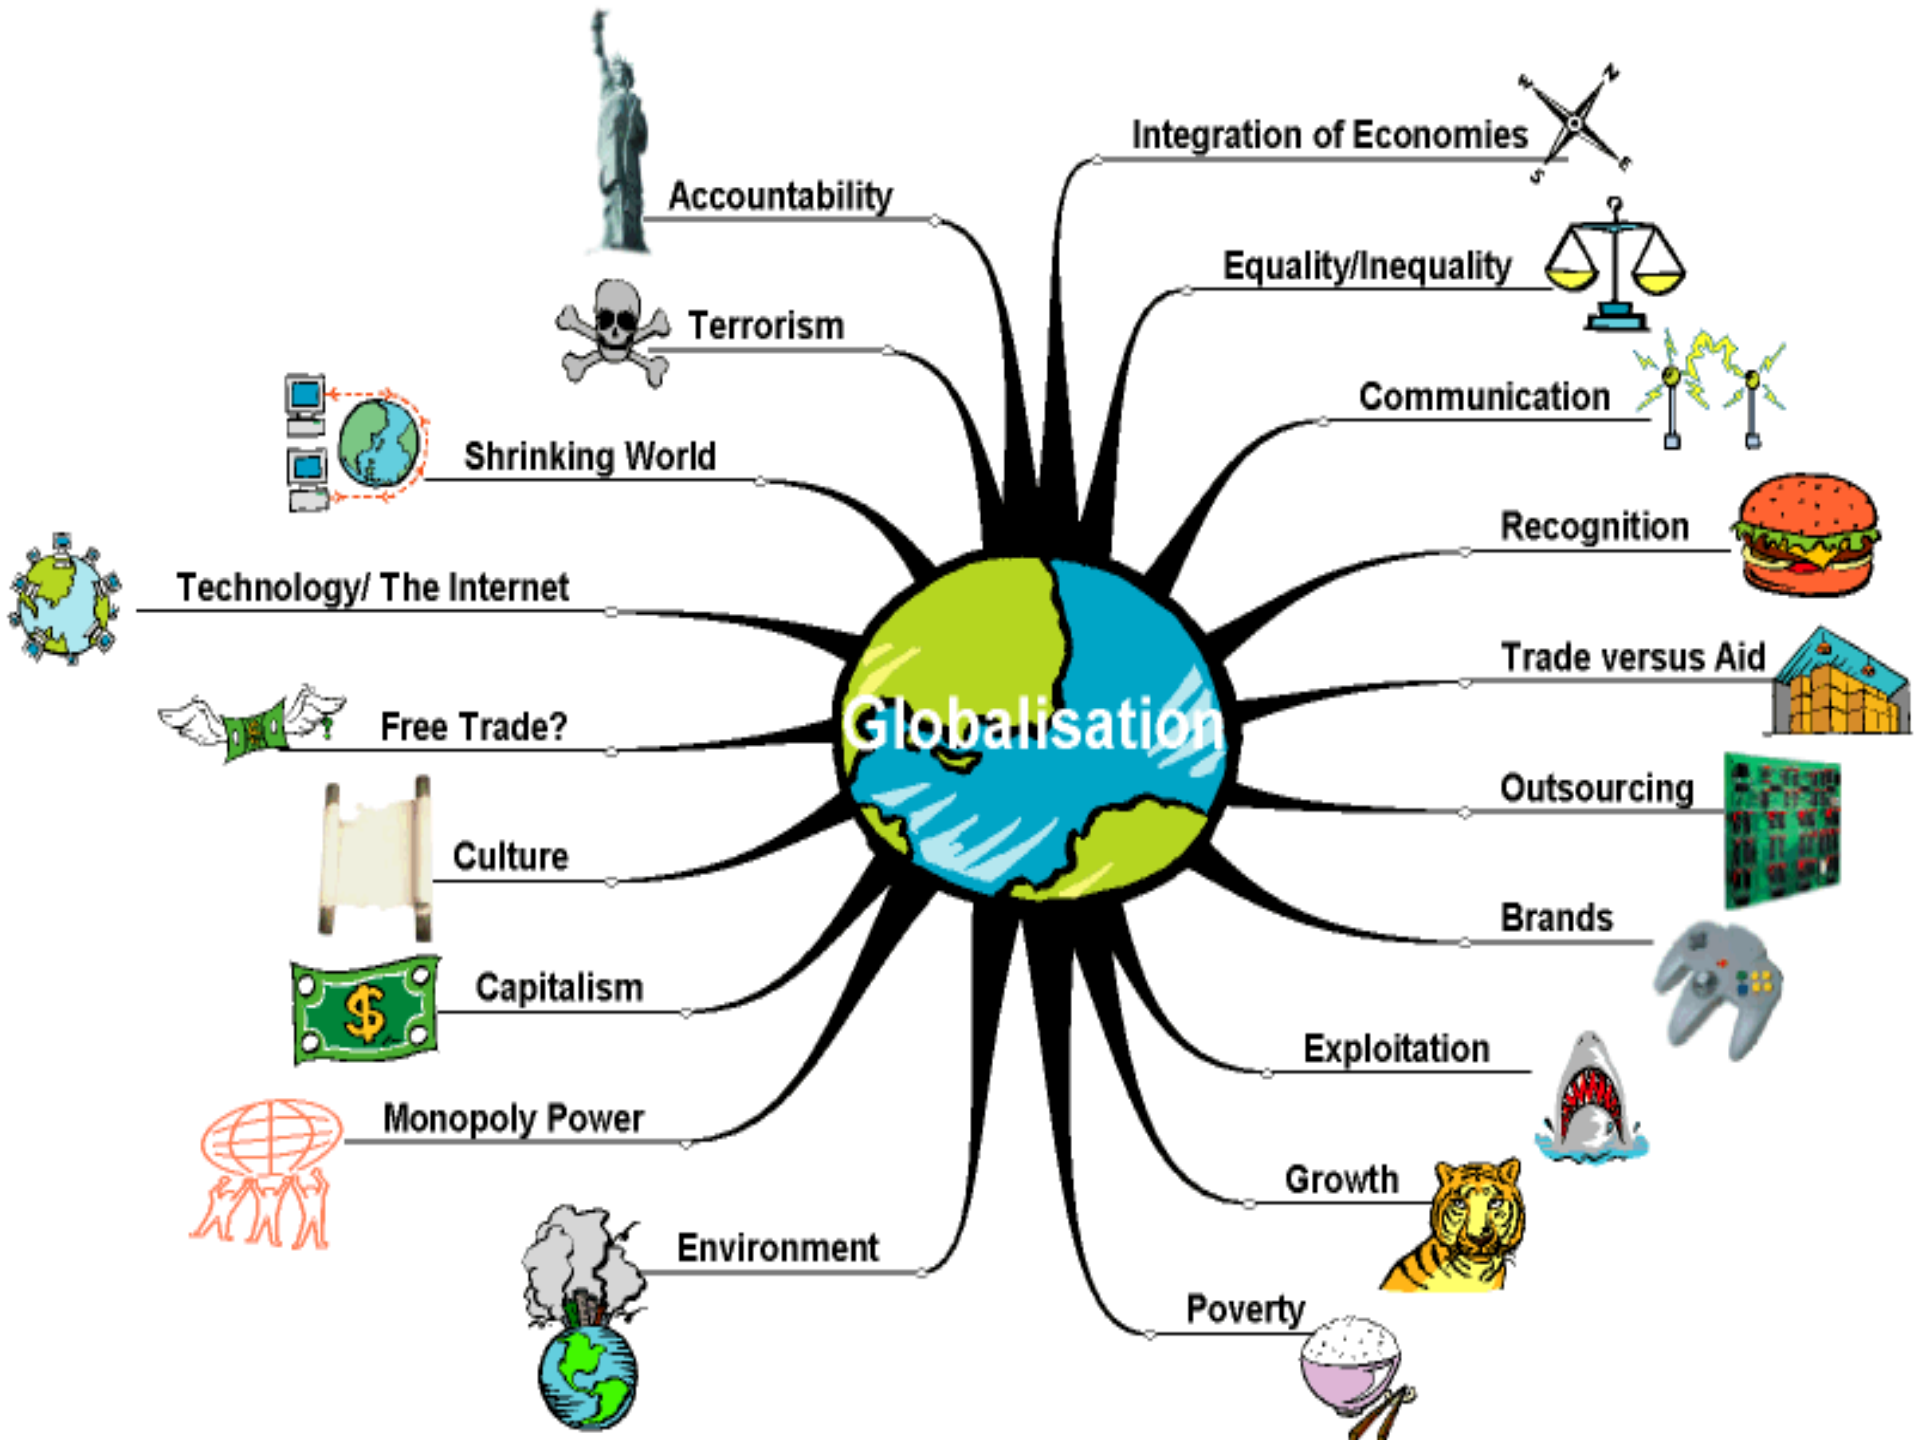 Accountability
Terrorism
Shrinking World
Technology/ The Internet
Free Trade?
Culture
Capitalism
Monopoly Power
Environment
Globalisation
Integration of Economies
N
W
E
S
Equality/Inequality
Communication
Recognition
Trade versus Aid
Outsourcing
Brands
Exploitation
Growth
Poverty
$